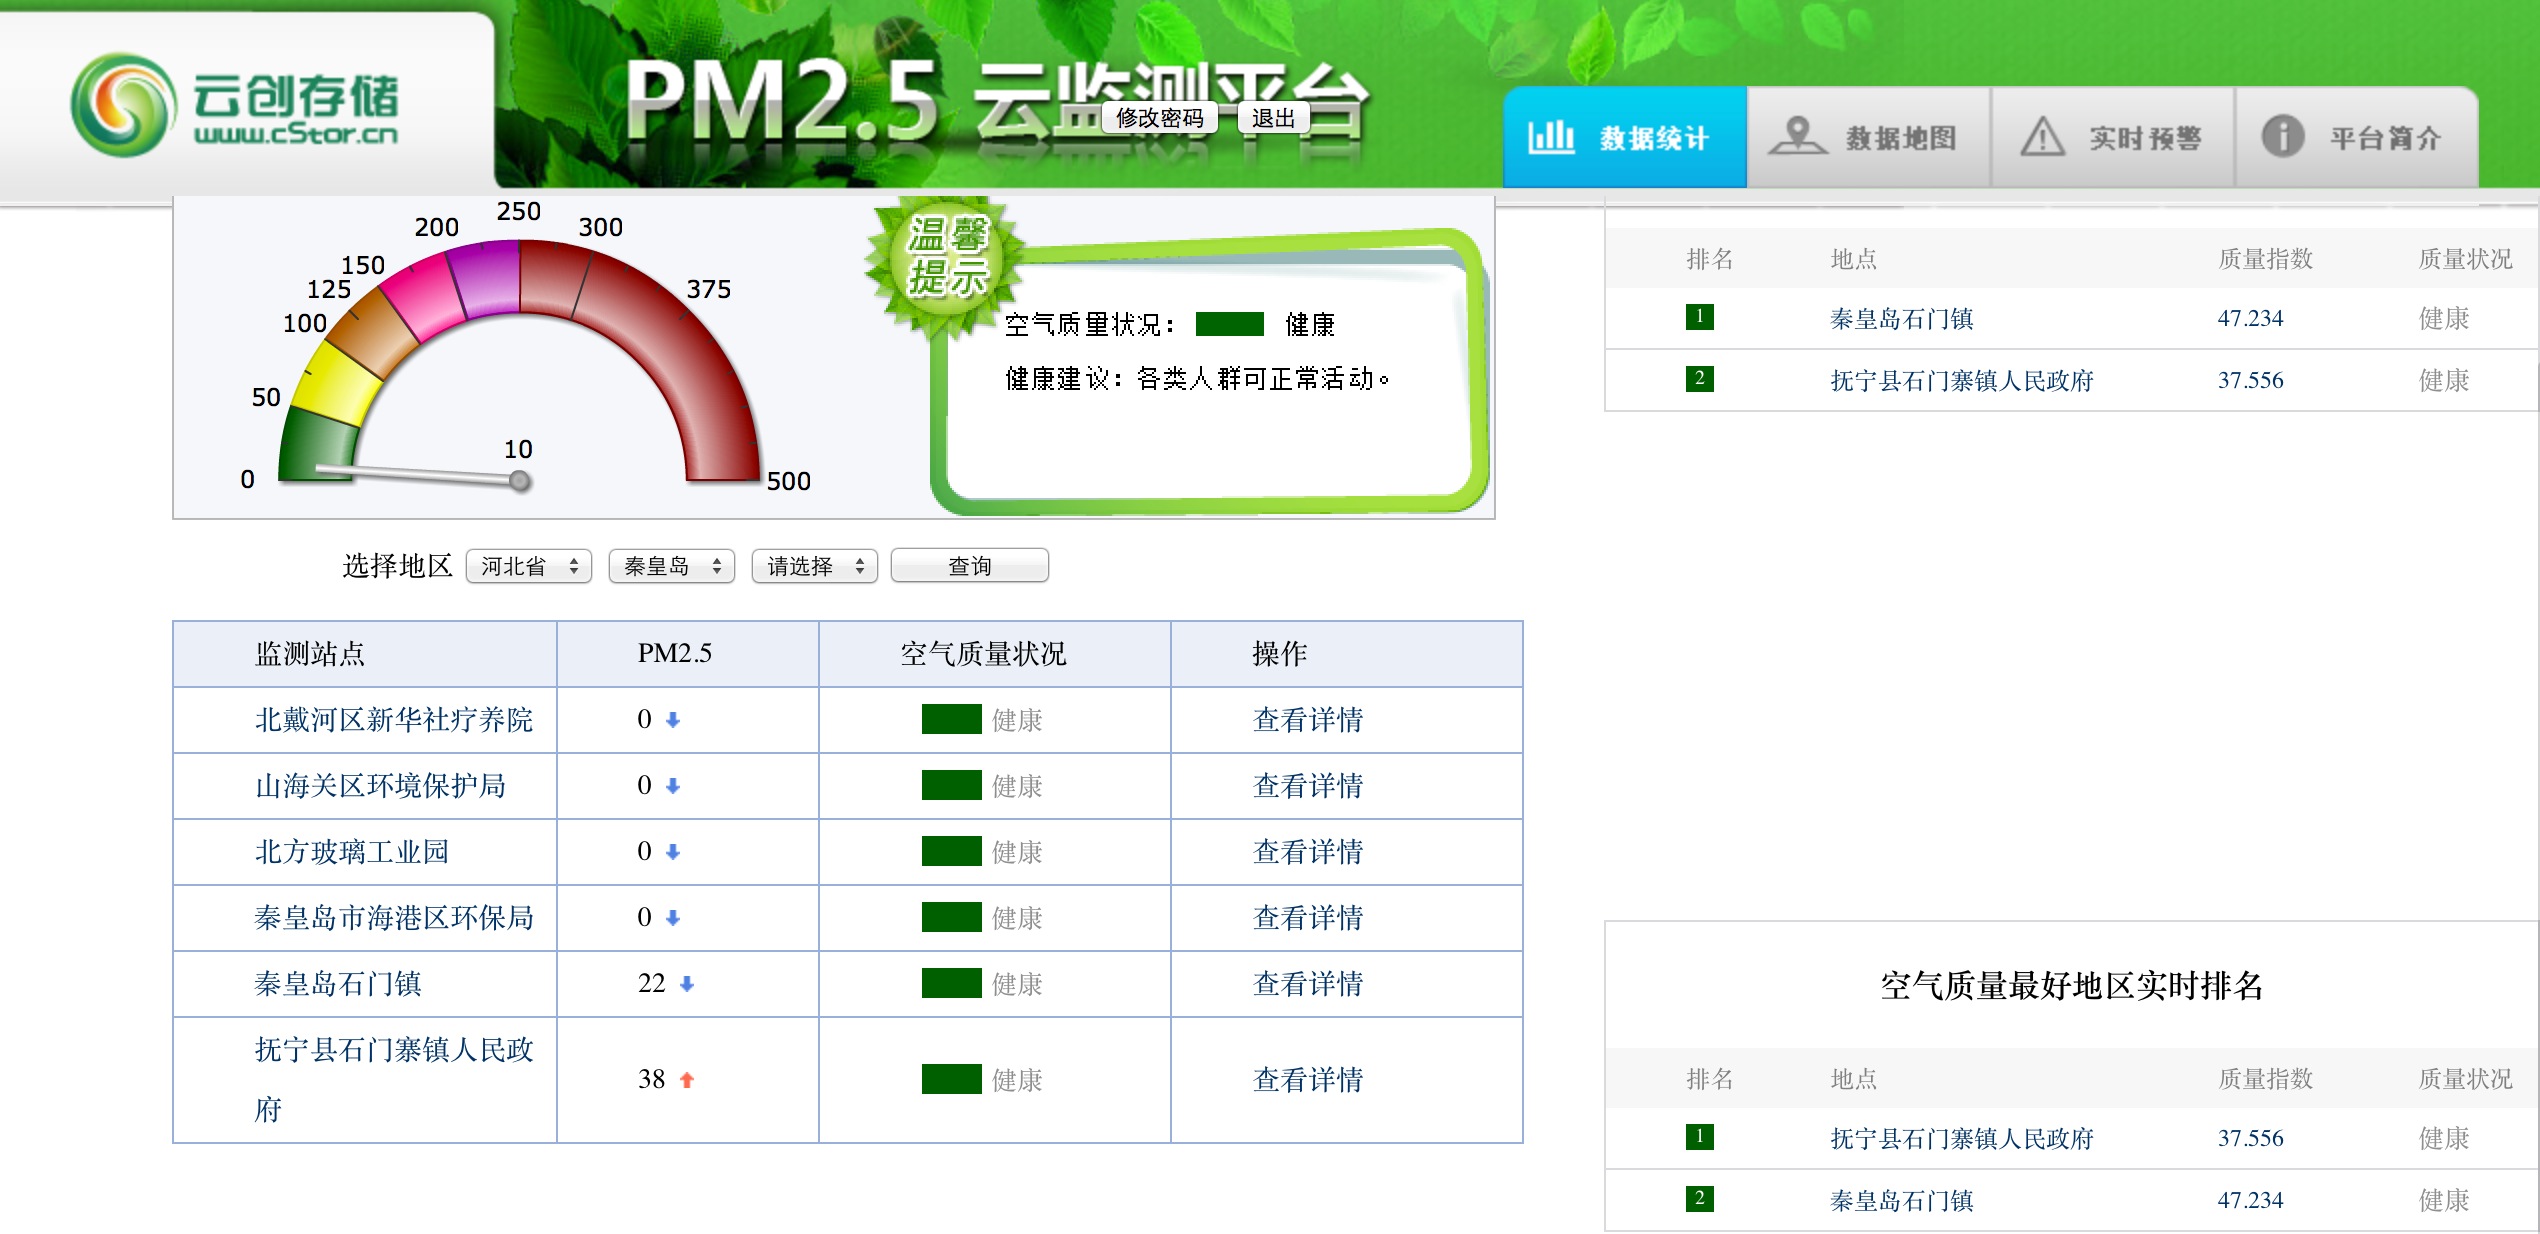 云创存储
www.cStor.cn
PM2.5 云监测平台
修改密码 退出
数据统计 数据地图 实时预警 平台简介
0 50 100 125 150 200 250 300 375 500
10
温馨
提示
空气质量状况： 健康
健康建议：各类人群可正常活动。
选择地区 河北省 秦皇岛 请选择 查询
监测站点 PM2.5 空气质量状况 操作
北戴河区新华社疗养院 0 健康 查看详情
山海关区环境保护局 0 健康 查看详情
北方玻璃工业园 0 健康 查看详情
秦皇岛市海港区环保局 0 健康 查看详情
秦皇岛石门镇 22 健康 查看详情
抚宁县石门寨镇人民政
府 38 健康 查看详情
排名 地点 质量指数 质量状况
1 秦皇岛石门镇 47.234 健康
2 抚宁县石门寨镇人民政府 37.556 健康
空气质量最好地区实时排名
排名 地点 质量指数 质量状况
1 抚宁县石门寨镇人民政府 37.556 健康
2 秦皇岛石门镇 47.234 健康